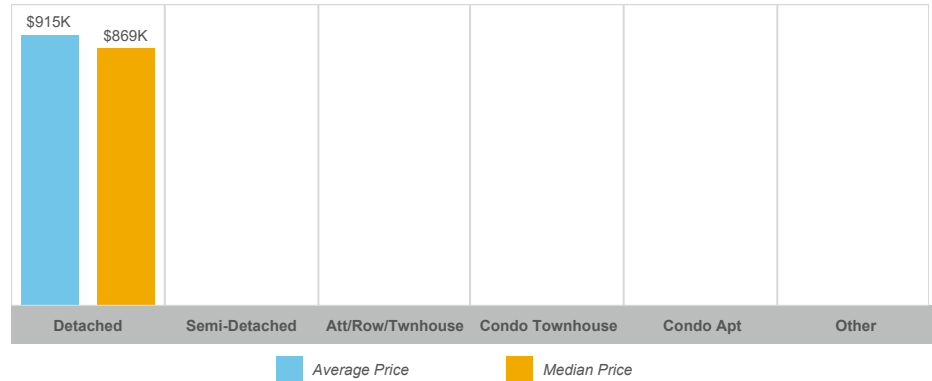 $915K
$869K
Detached Semi-Detached Att/Row/Twnhouse Condo Townhouse Condo Apt Other
Average Price Median Price